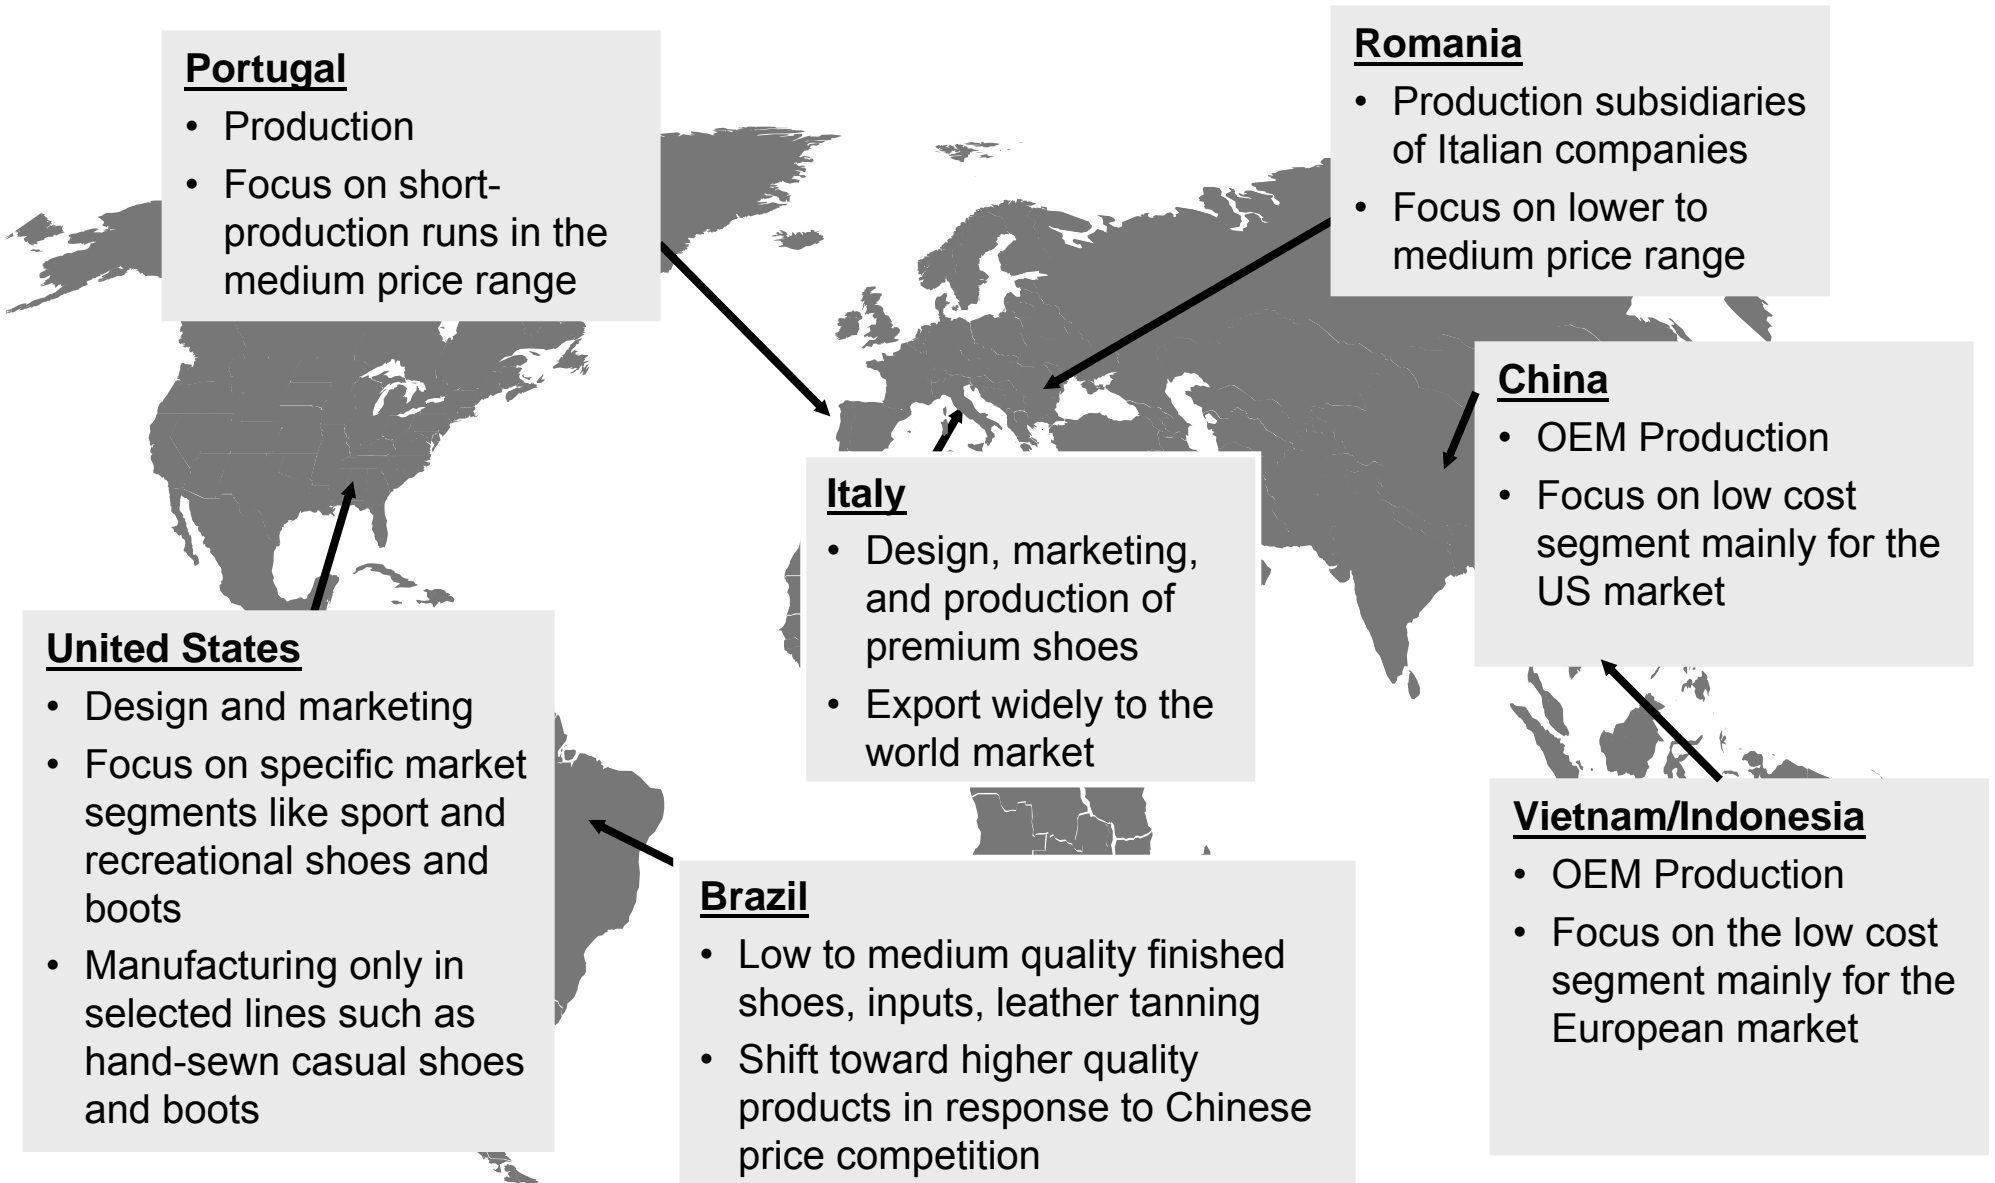 Portugal
• Production
• Focus on short-
production runs in the
medium price range
Romania
• Production subsidiaries
of Italian companies
• Focus on lower to
medium price range
China
• OEM Production
• Focus on low cost
segment mainly for the
US market
Italy
• Design, marketing,
and production of
premium shoes
• Export widely to the
world market
United States
• Design and marketing
• Focus on specific market
segments like sport and
recreational shoes and
boots
• Manufacturing only in
selected lines such as
hand-sewn casual shoes
and boots
Brazil
• Low to medium quality finished
shoes, inputs, leather tanning
• Shift toward higher quality
products in response to Chinese
price competition
Vietnam/Indonesia
• OEM Production
• Focus on the low cost
segment mainly for the
European market